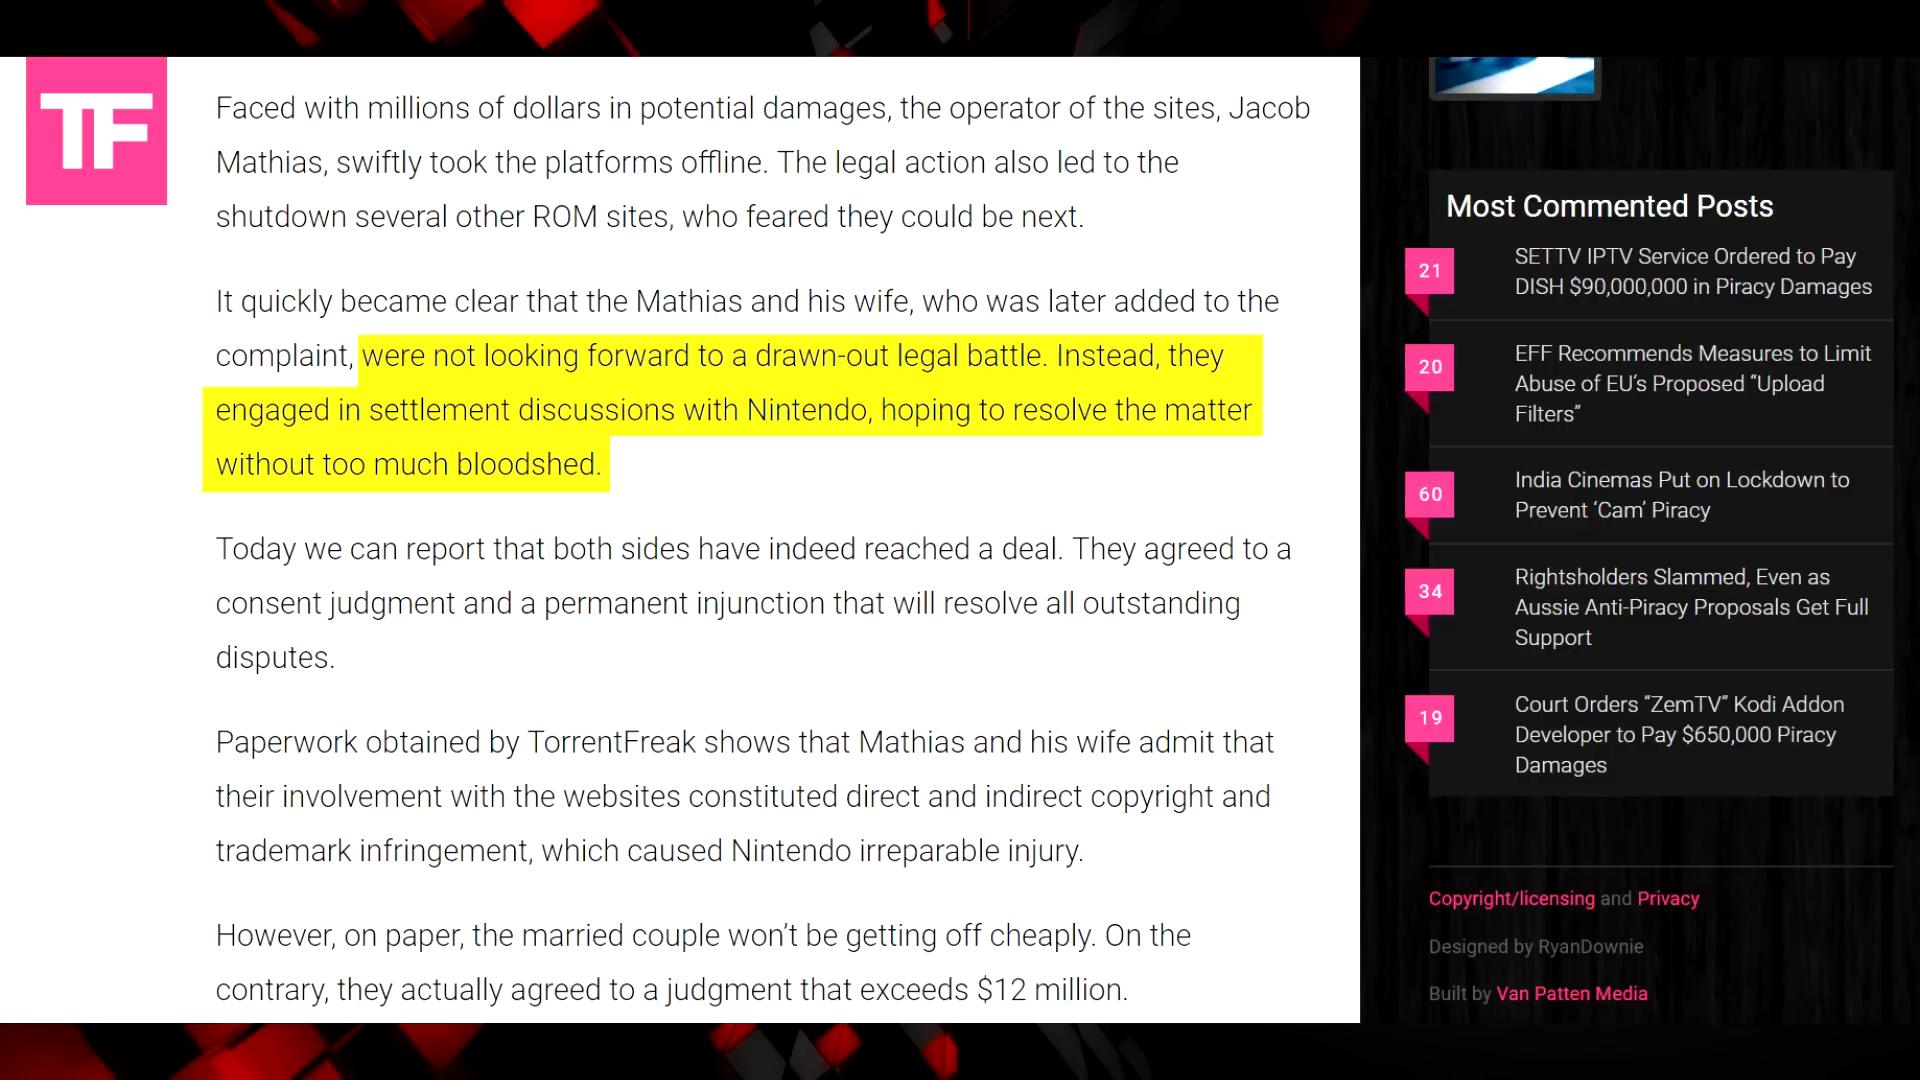 TF
Faced with millions of dollars in potential damages, the operator of the sites, Jacob
Mathias, swiftly took the platforms offline. The legal action also led to the
shutdown several other ROM sites, who feared they could be next.
It quickly became clear that the Mathias and his wife, who was later added to the
complaint, were not looking forward to a drawn-out legal battle. Instead, they
engaged in settlement discussions with Nintendo, hoping to resolve the matter
without too much bloodshed.
Today we can report that both sides have indeed reached a deal. They agreed to a
consent judgment and a permanent injunction that will resolve all outstanding
disputes.
Paperwork obtained by TorrentFreak shows that Mathias and his wife admit that
their involvement with the websites constituted direct and indirect copyright and
trademark infringement, which caused Nintendo irreparable injury.
However, on paper, the married couple won’t be getting off cheaply. On the
contrary, they actually agreed to a judgment that exceeds $12 million.
Most Commented Posts
21
SETTV IPTV Service Ordered to Pay
DISH $90,000,000 in Piracy Damages
20
EFF Recommends Measures to Limit
Abuse of EU’s Proposed “Upload
Filters”
60
India Cinemas Put on Lockdown to
Prevent ‘Cam’ Piracy
34
Rightsholders Slammed, Even as
Aussie Anti-Piracy Proposals Get Full
Support
19
Court Orders “ZemTV” Kodi Addon
Developer to Pay $650,000 Piracy
Damages
Copyright/licensing and Privacy
Designed by RyanDownie
Built by Van Patten Media